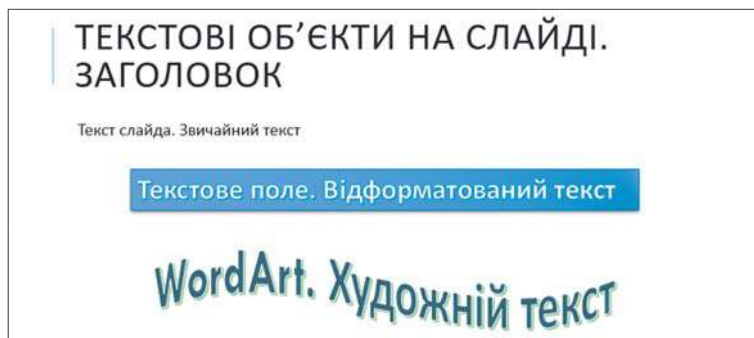 ТЕКСТОВІ ОБ’ЄКТИ НА СЛАЙДІ.
ЗАГОЛОВОК
Текст слайда. Звичайний текст
Текстове поле. Відформатований текст
WordArt. Художній текст